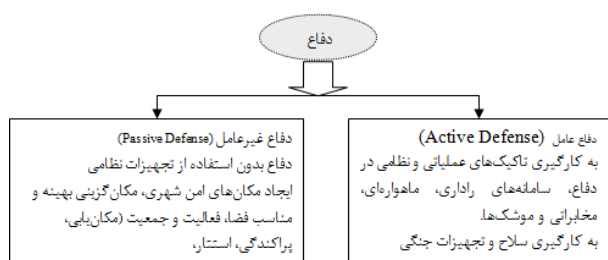 دفاع
دفاع عامل (Active Defense)
به کارگیری تاکتیک‌های عملیاتی و نظامی در
دفاع، سامانه‌های راداری، ماهواره‌ای،
مخابراتی و موشک‌ها.
به کارگیری سلاح و تجهیزات جنگی
دفاع غیرعامل (Passive Defense)
دفاع بدون استفاده از تجهیزات نظامی
ایجاد مکان‌های امن شهری، مکان‌گزینی بهینه و
مناسب فضا، فعالیت و جمعیت (مکان‌یابی،
پراکندگی، استتار،